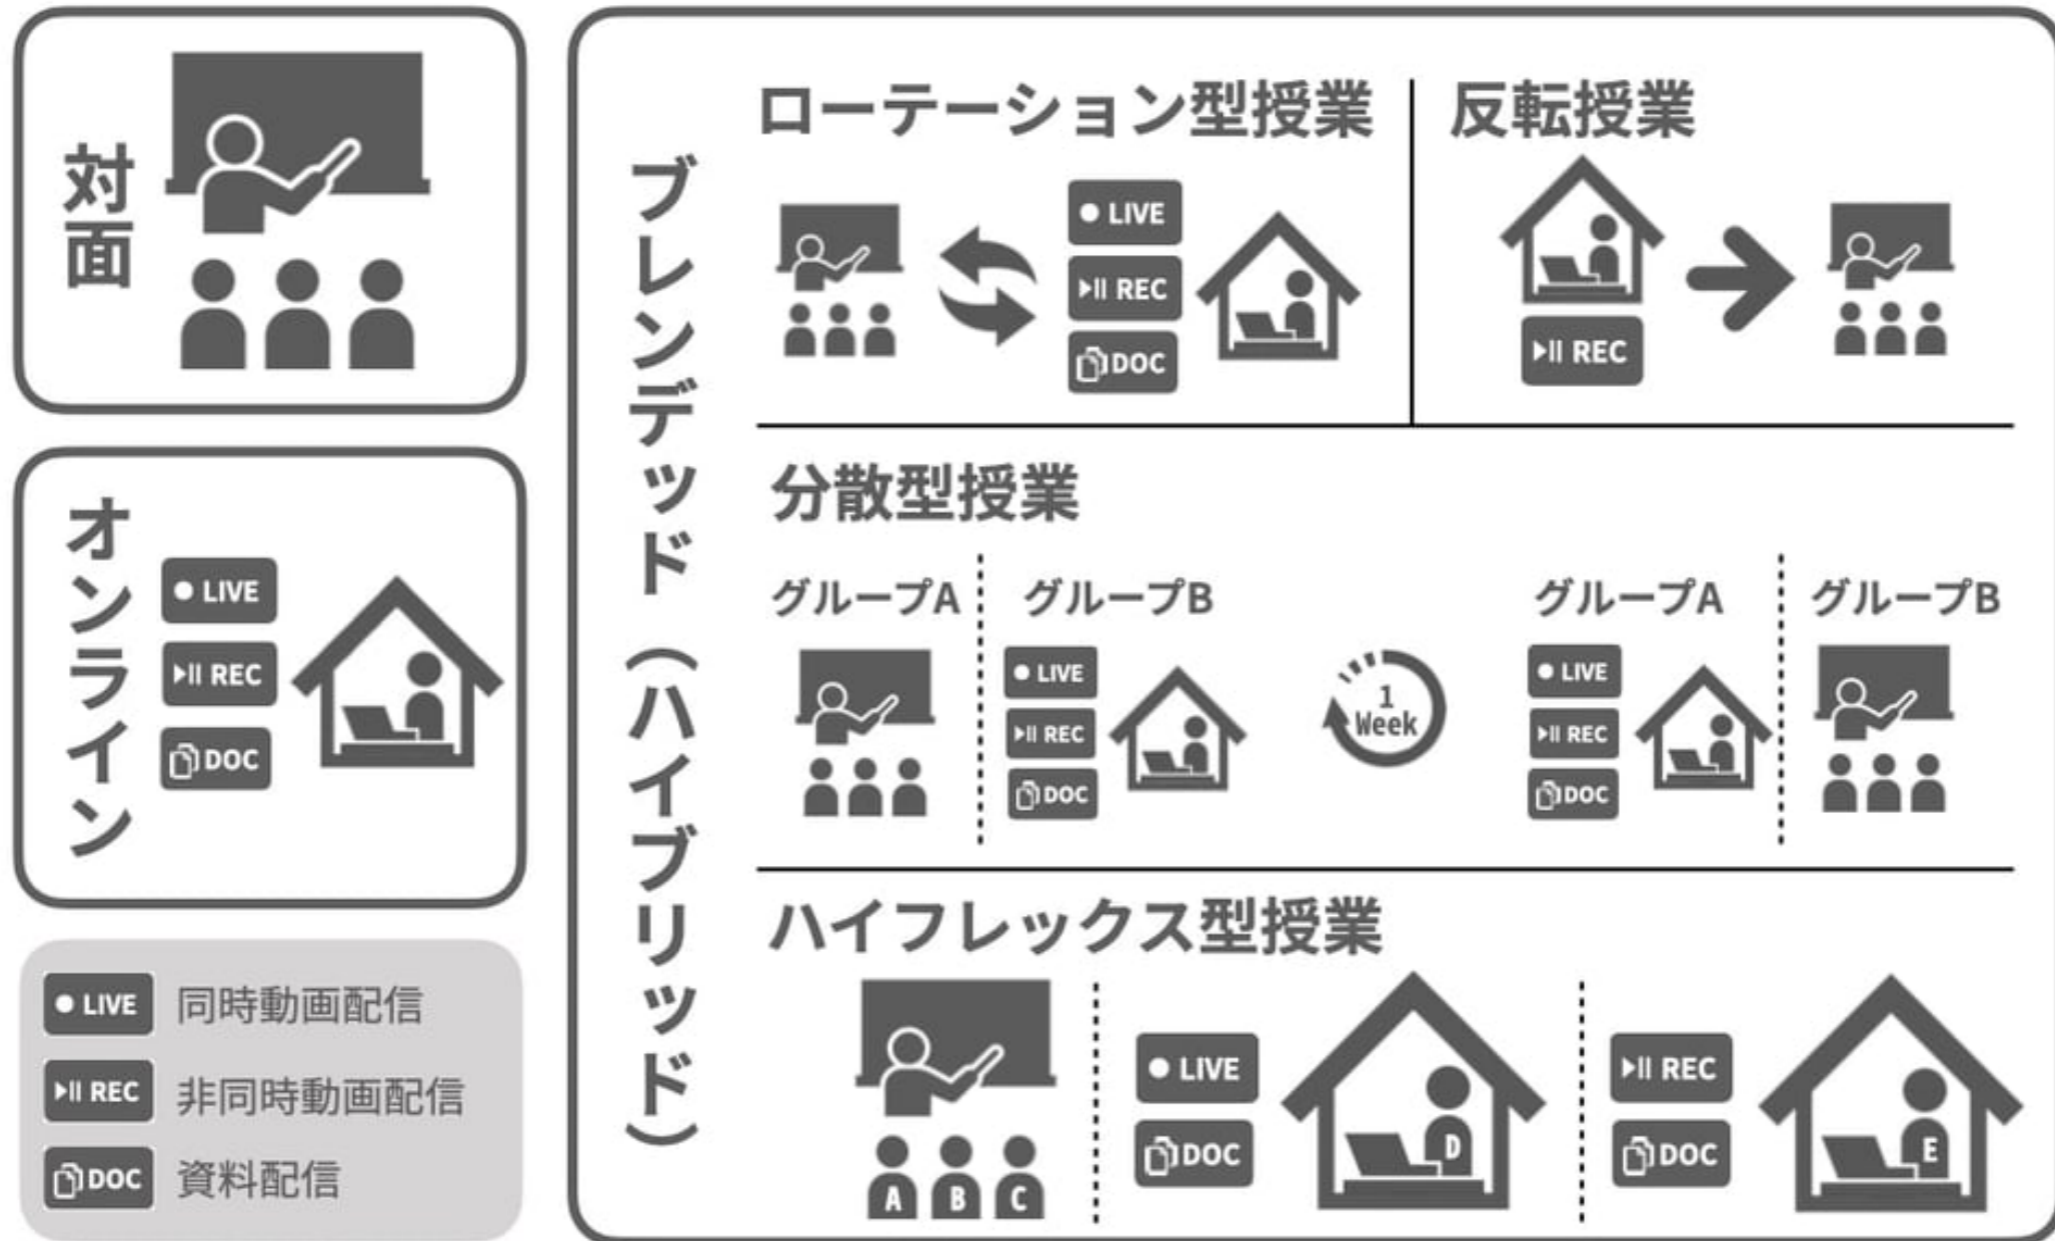 対面
オンライン
LIVE
REC
DOC
LIVE 同時動画配信
REC 非同時動画配信
DOC 資料配信
ブレンデッド（ハイブリッド）
ローテーション型授業
LIVE
REC
DOC
反転授業
REC
分散型授業
グループA
グループB
LIVE
REC
DOC
1
Week
グループA
LIVE
REC
DOC
グループB
ハイフレックス型授業
A B C
LIVE
DOC
D
REC
DOC
E